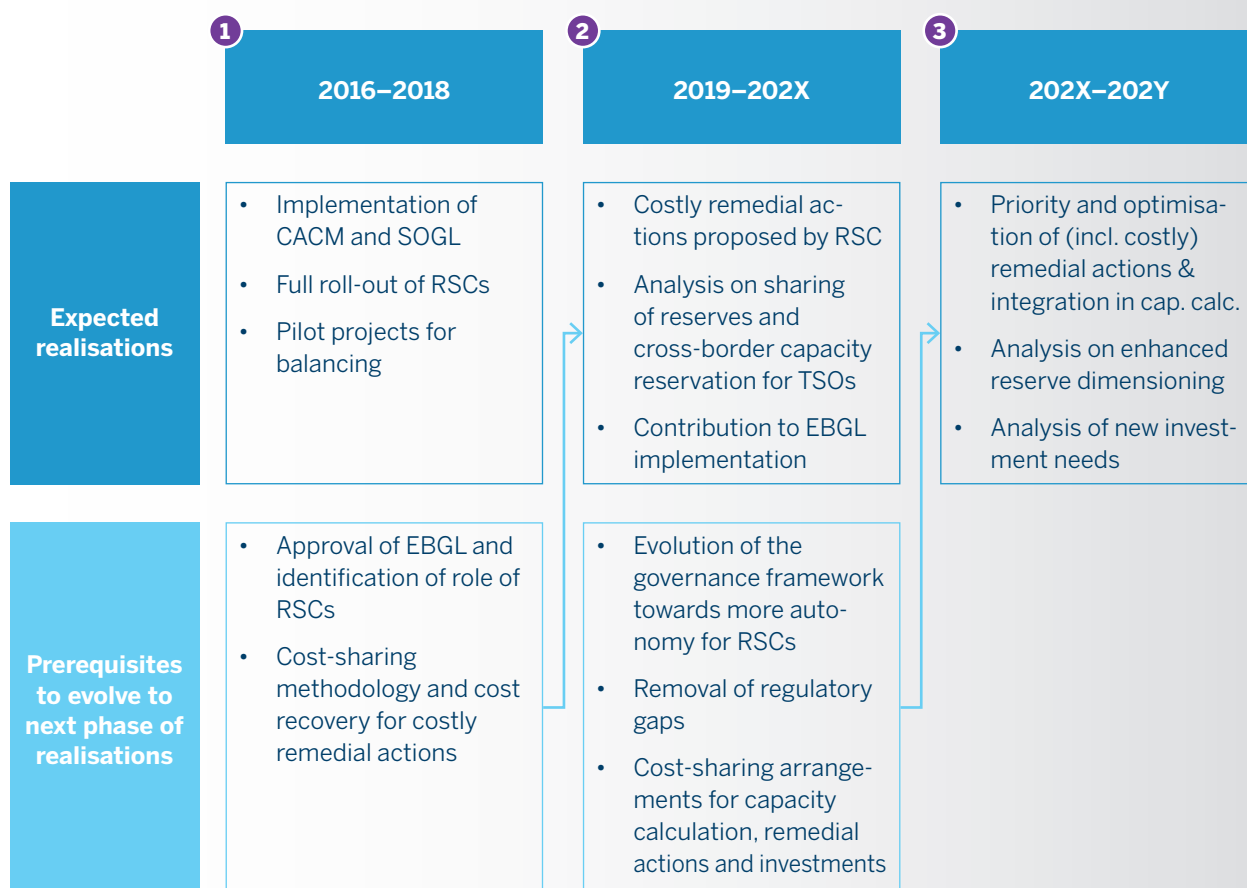 1
2
3
2016–2018
2019–202X
202X–202Y
Expected
realisations
• Implementation of
CACM and SOGL
• Full roll-out of RSCs
• Pilot projects for
balancing
• Costly remedial ac-
tions proposed by RSC
• Analysis on sharing
of reserves and
cross-border capacity
reservation for TSOs
• Contribution to EBGL
implementation
• Priority and optimisa-
tion of (incl. costly)
remedial actions &
integration in cap. calc.
• Analysis on enhanced
reserve dimensioning
• Analysis of new invest-
ment needs
Prerequisites
to evolve to
next phase of
realisations
• Approval of EBGL and
identification of role of
RSCs
• Cost-sharing
methodology and cost
recovery for costly
remedial actions
• Evolution of the
governance framework
towards more auto-
nomy for RSCs
• Removal of regulatory
gaps
• Cost-sharing arrange-
ments for capacity
calculation, remedial
actions and investments